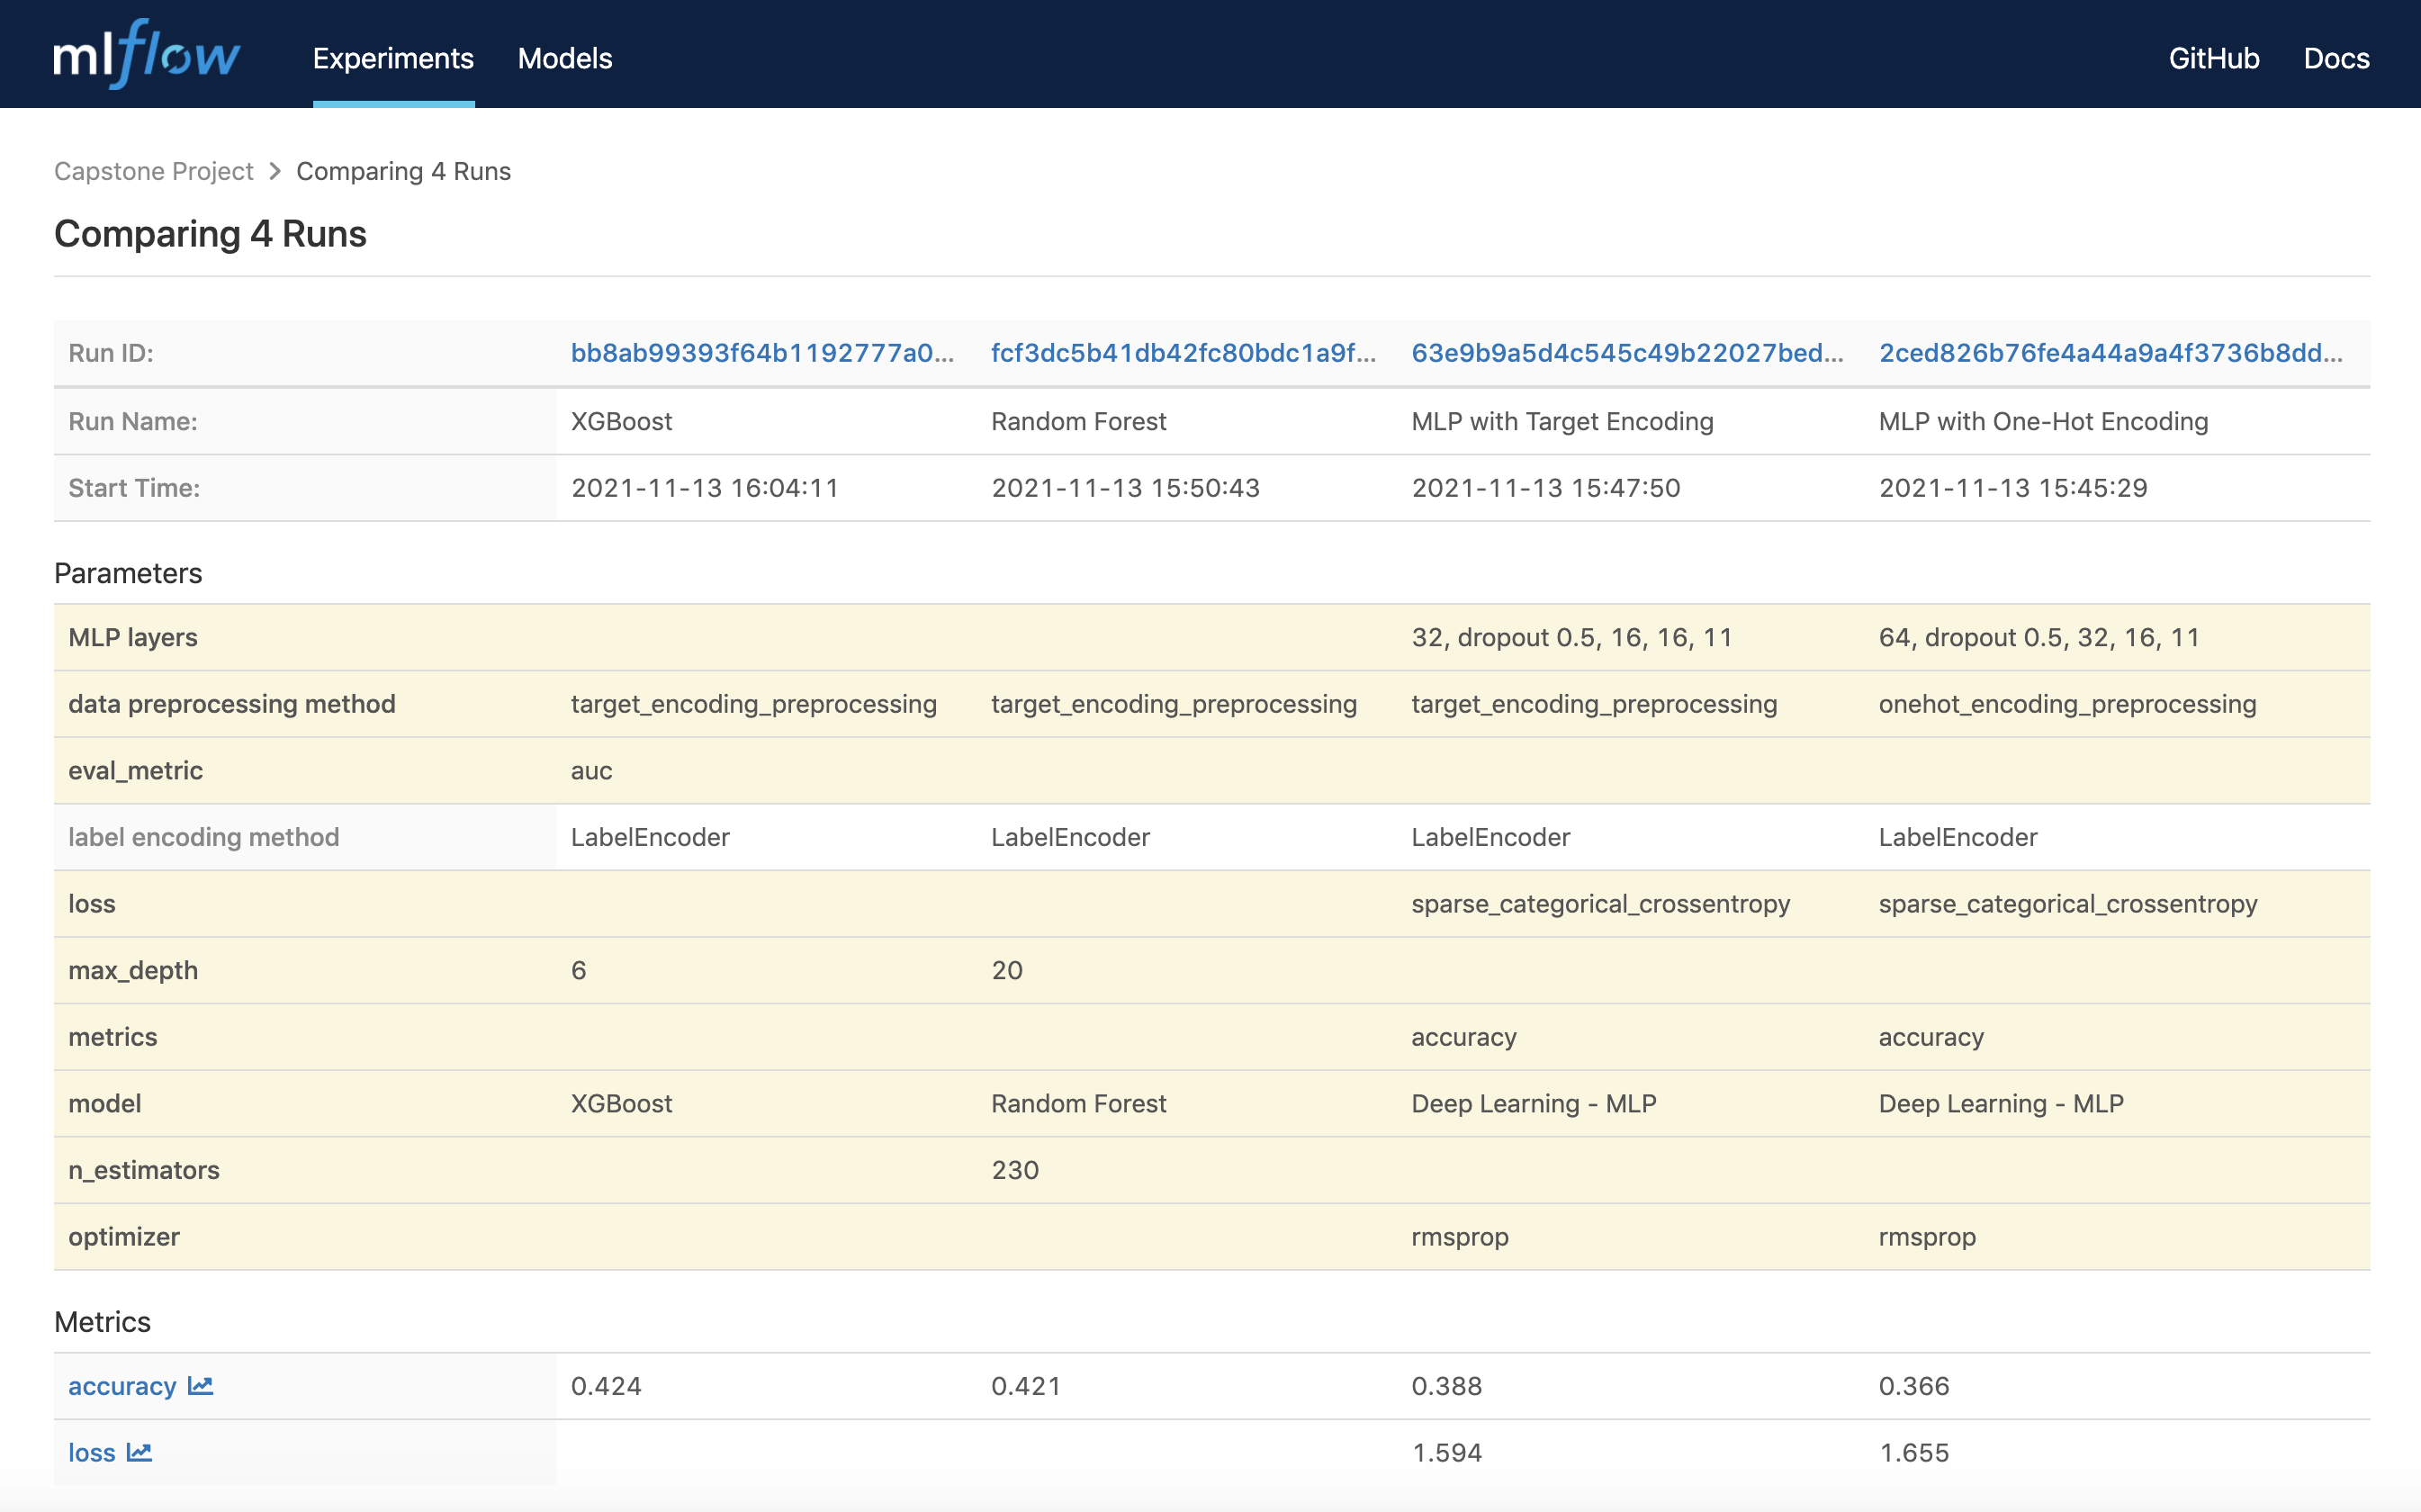 mlflow Experiments Models GitHub Docs
Capstone Project > Comparing 4 Runs
Comparing 4 Runs
Run ID: bb8ab99393f64b1192777a0... fcf3dc5b41db42fc80bdc1a9f... 63e9b9a5d4c545c49b22027bed... 2ced826b76fe4a44a9a4f3736b8dd...
Run Name: XGBoost Random Forest MLP with Target Encoding MLP with One-Hot Encoding
Start Time: 2021-11-13 16:04:11 2021-11-13 15:50:43 2021-11-13 15:47:50 2021-11-13 15:45:29
Parameters
MLP layers 32, dropout 0.5, 16, 16, 11 64, dropout 0.5, 32, 16, 11
data preprocessing method target_encoding_preprocessing target_encoding_preprocessing target_encoding_preprocessing onehot_encoding_preprocessing
eval_metric auc
label encoding method LabelEncoder LabelEncoder LabelEncoder LabelEncoder
loss sparse_categorical_crossentropy sparse_categorical_crossentropy
max_depth 6 20
metrics accuracy accuracy
model XGBoost Random Forest Deep Learning - MLP Deep Learning - MLP
n_estimators 230
optimizer rmsprop rmsprop
Metrics
accuracy 0.424 0.421 0.388 0.366
loss 1.594 1.655